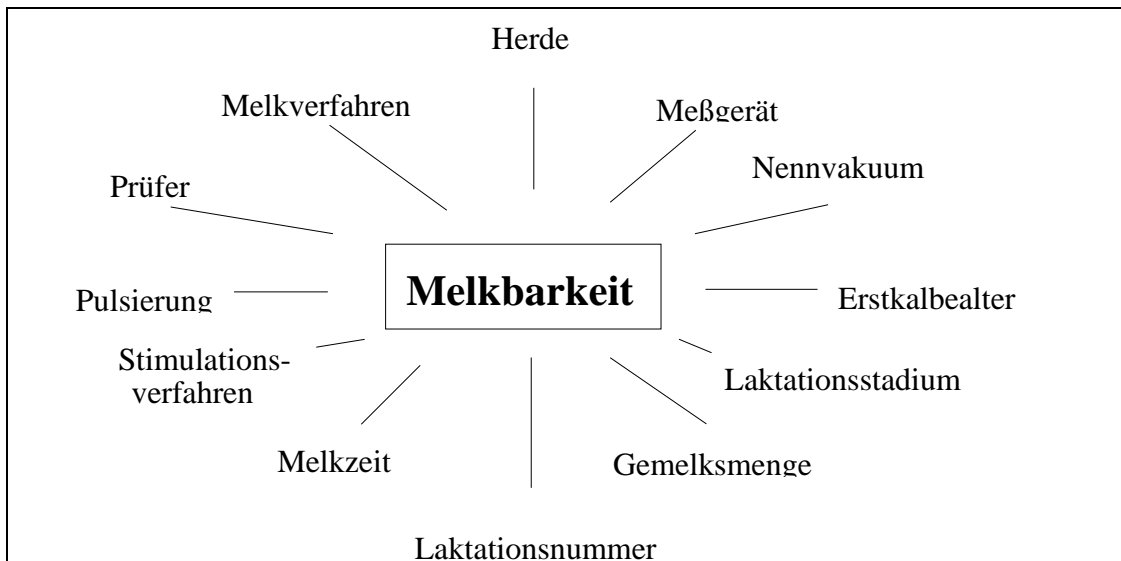 Herde
Melkverfahren
Meßgerät
Nennvakuum
Prüfer
Melkbarkeit
Pulsierung
Erstkalbealter
Stimulations-
verfahren
Laktationsstadium
Melkzeit
Gemelksmenge
Laktationsnummer